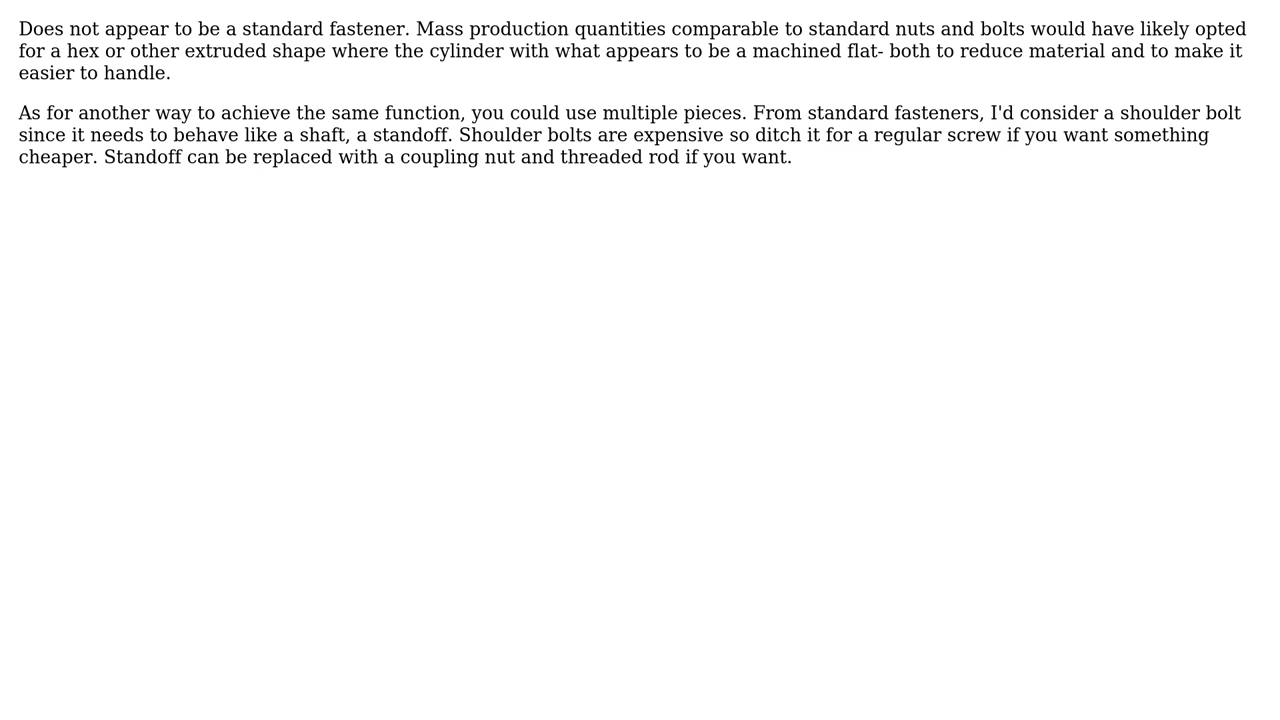 Does not appear to be a standard fastener. Mass production quantities comparable to standard nuts and bolts would have likely opted
for a hex or other extruded shape where the cylinder with what appears to be a machined flat- both to reduce material and to make it
easier to handle.
As for another way to achieve the same function, you could use multiple pieces. From standard fasteners, I'd consider a shoulder bolt
since it needs to behave like a shaft, a standoff. Shoulder bolts are expensive so ditch it for a regular screw if you want something
cheaper. Standoff can be replaced with a coupling nut and threaded rod if you want.